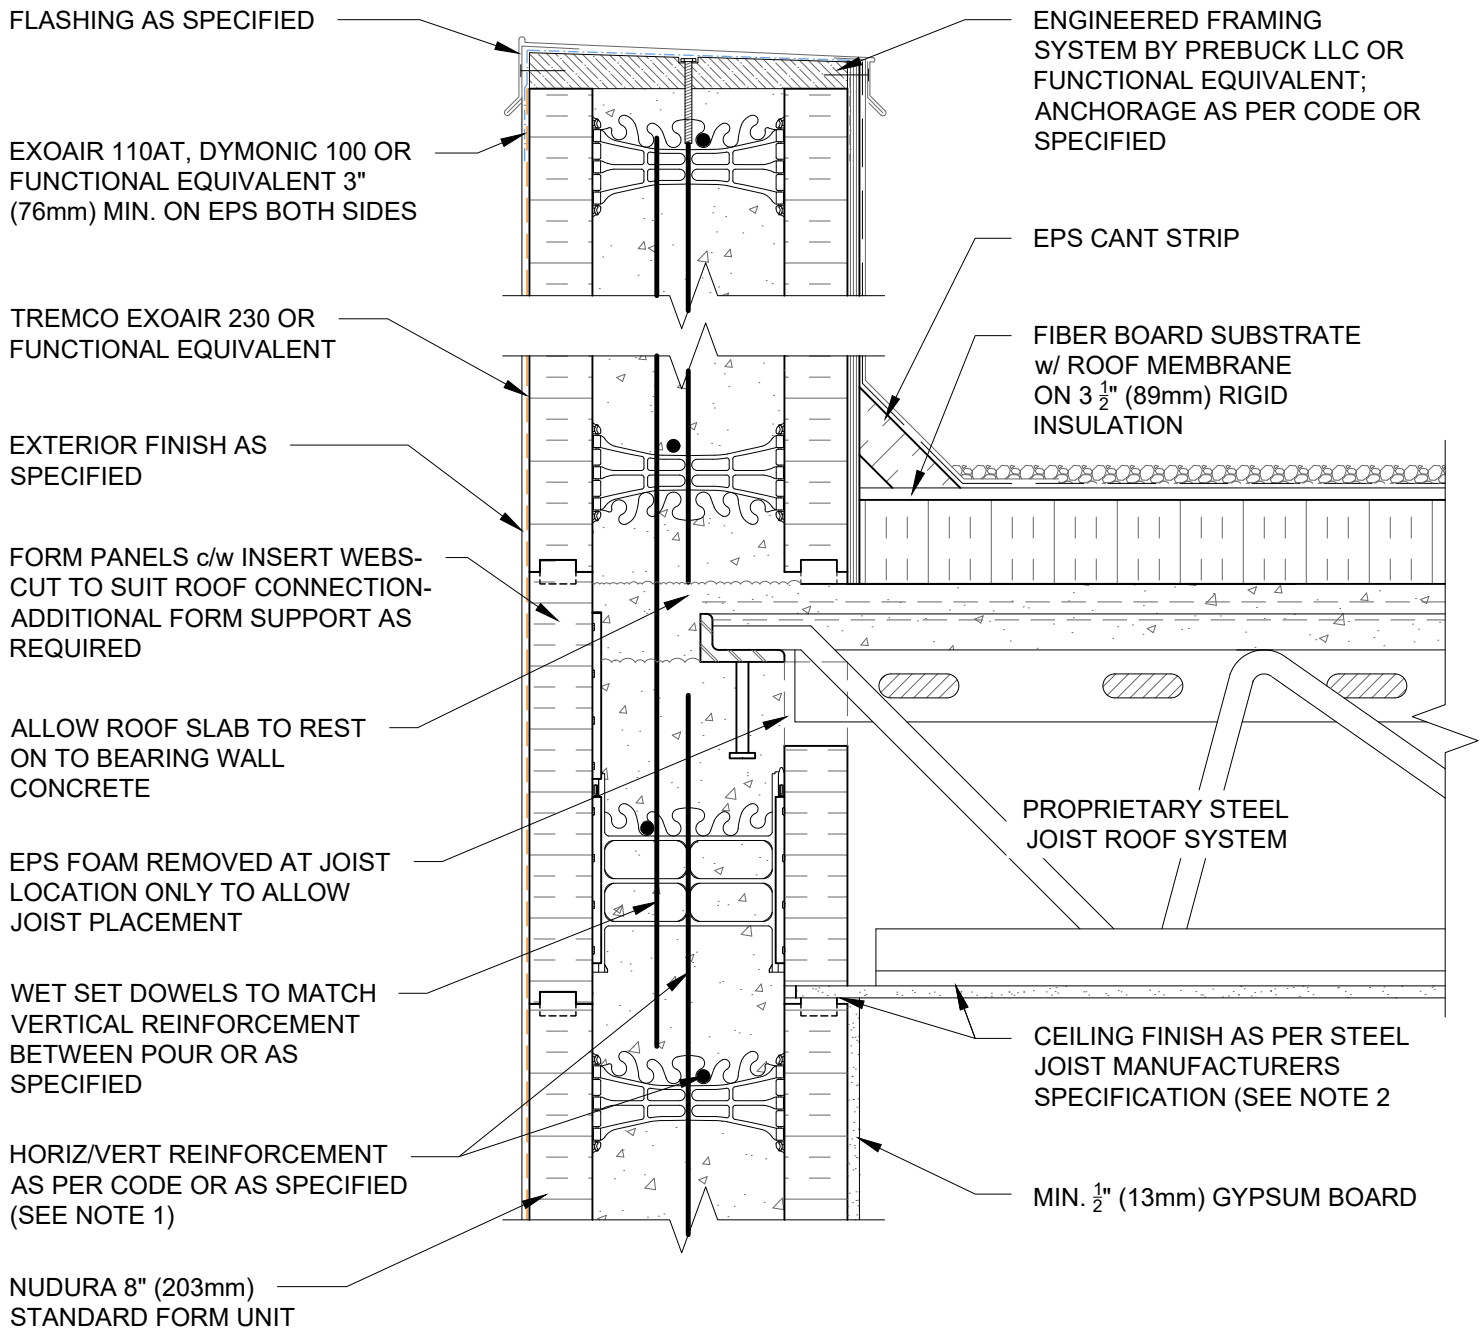 FLASHING AS SPECIFIED
EXOAIR 110AT, DYMONIC 100 OR
FUNCTIONAL EQUIVALENT 3"
(76mm) MIN. ON EPS BOTH SIDES
TREMCO EXOAIR 230 OR
FUNCTIONAL EQUIVALENT
EXTERIOR FINISH AS
SPECIFIED
FORM PANELS c/w INSERT WEBS-
CUT TO SUIT ROOF CONNECTION-
ADDITIONAL FORM SUPPORT AS
REQUIRED
ALLOW ROOF SLAB TO REST
ON TO BEARING WALL
CONCRETE
EPS FOAM REMOVED AT JOIST
LOCATION ONLY TO ALLOW
JOIST PLACEMENT
WET SET DOWELS TO MATCH
VERTICAL REINFORCEMENT
BETWEEN POUR OR AS
SPECIFIED
HORIZ/VERT REINFORCEMENT
AS PER CODE OR AS SPECIFIED
(SEE NOTE 1)
NUDURA 8" (203mm)
STANDARD FORM UNIT
ENGINEERED FRAMING
SYSTEM BY PREBUCK LLC OR
FUNCTIONAL EQUIVALENT;
ANCHORAGE AS PER CODE OR
SPECIFIED
EPS CANT STRIP
FIBER BOARD SUBSTRATE
w/ ROOF MEMBRANE
ON 3 1/2" (89mm) RIGID
INSULATION
PROPRIETARY STEEL
JOIST ROOF SYSTEM
CEILING FINISH AS PER STEEL
JOIST MANUFACTURERS
SPECIFICATION (SEE NOTE 2
MIN. 1/2" (13mm) GYPSUM BOARD